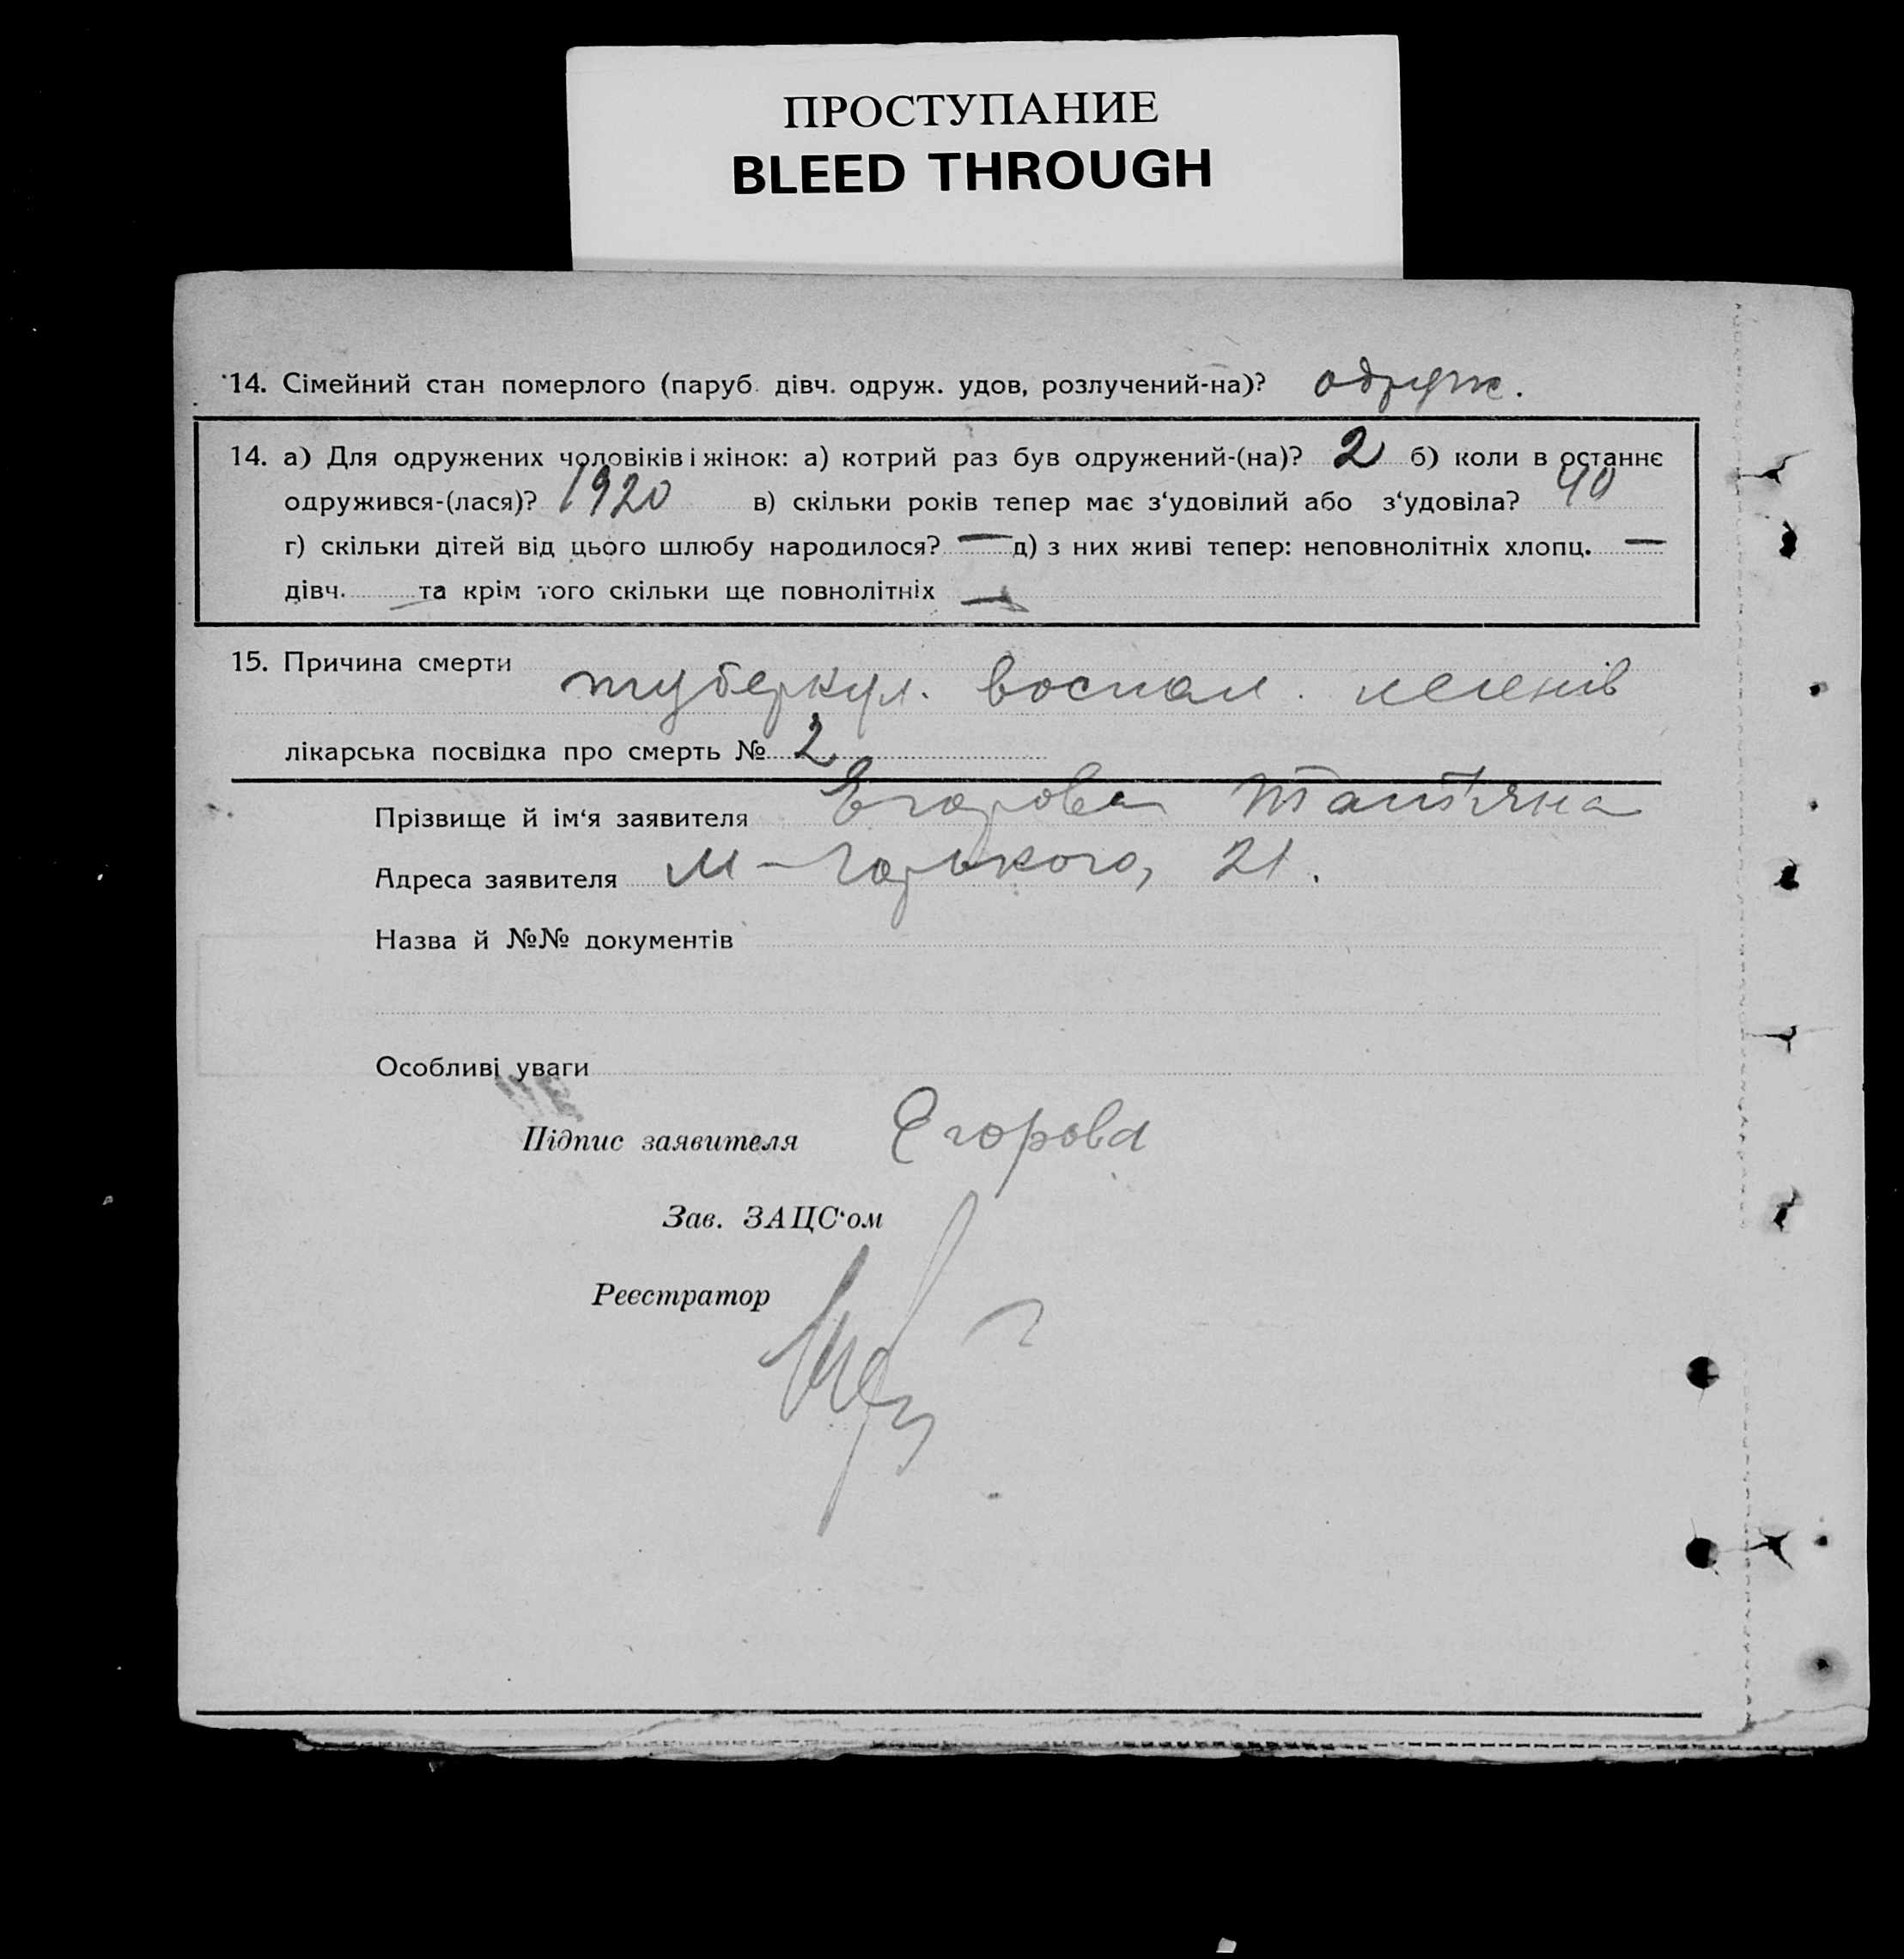 ПРОСТУПАНИЕ
BLEED THROUGH
14. Сімейний стан померлого (паруб. дівч. одруж. удов, розлучений-на)? одруж.
14. а) Для одружених чоловіків і жінок: а) котрий раз був одружений-(на)? 2 б) коли в останнє
одружився-(лася)? 1920 в) скільки років тепер має з‘удовілий або з‘удовіла? 40
г) скільки дітей від цього шлюбу народилося? — д) з них живі тепер: неповнолітніх хлопц. —
дівч. — та крім того скільки ще повнолітніх —
15. Причина смерти туберкул. воспал. легенів
лікарська посвідка про смерть № 2
Прізвище й ім‘я заявителя Егорова Татьяна
Адреса заявителя М-Горького, 21.
Назва й №№ документів
Особливі уваги
Підпис заявителя Егорова
Зав. ЗАЦС‘ом
Реєстратор